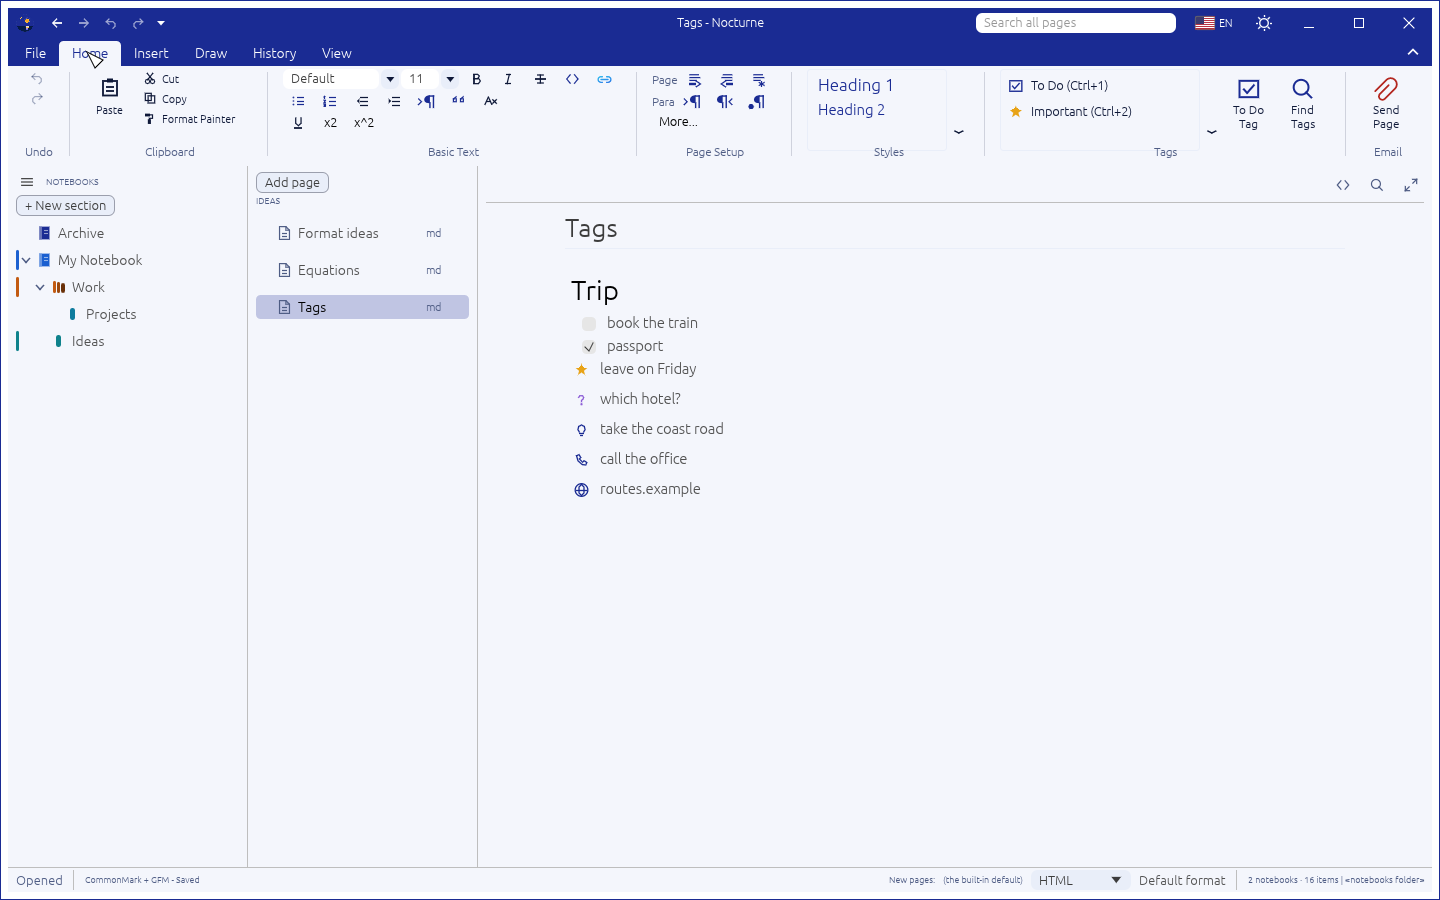 Tags - Nocturne
Search all pages
EN
File
Home
Insert
Draw
History
View
Paste
Cut
Copy
Format Painter
Default
11
x2
x^2
Page
Para
More...
Heading 1
Heading 2
To Do (Ctrl+1)
Important (Ctrl+2)
To Do
Tag
Find
Tags
Send
Page
Undo
Clipboard
Basic Text
Page Setup
Styles
Tags
Email
NOTEBOOKS
+ New section
Archive
My Notebook
Work
Projects
Ideas
Add page
IDEAS
Format ideas md
Equations md
Tags md
Tags
Trip
book the train
passport
leave on Friday
? which hotel?
take the coast road
call the office
routes.example
Opened
CommonMark + GFM - Saved
New pages: (the built-in default)
HTML
Default format
2 notebooks · 16 items | «notebooks folder»